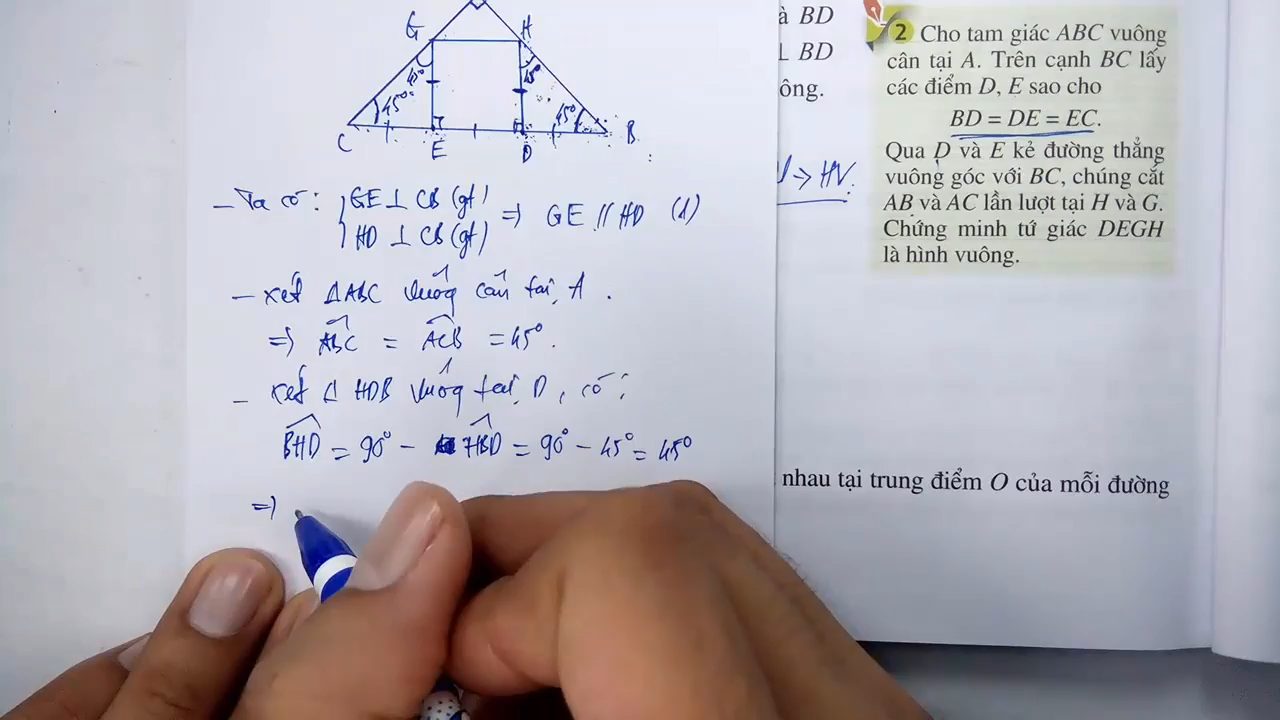 G H
45° 45°
45° 45°
C E D B
- Ta có: { GE ⊥ CB (gt)
HD ⊥ CB (gt) => GE // HD (1)
- Xét ΔABC vuông cân tại A.
=> ABC = ACB = 45°.
- Xét Δ HDB vuông tại D, có:
BHD = 90° - HBD = 90° - 45° = 45°
=>
à BD
⊥ BD
ông.
-> HV.
2 Cho tam giác ABC vuông
cân tại A. Trên cạnh BC lấy
các điểm D, E sao cho
BD = DE = EC.
Qua D và E kẻ đường thẳng
vuông góc với BC, chúng cắt
AB và AC lần lượt tại H và G.
Chứng minh tứ giác DEGH
là hình vuông.
nhau tại trung điểm O của mỗi đường